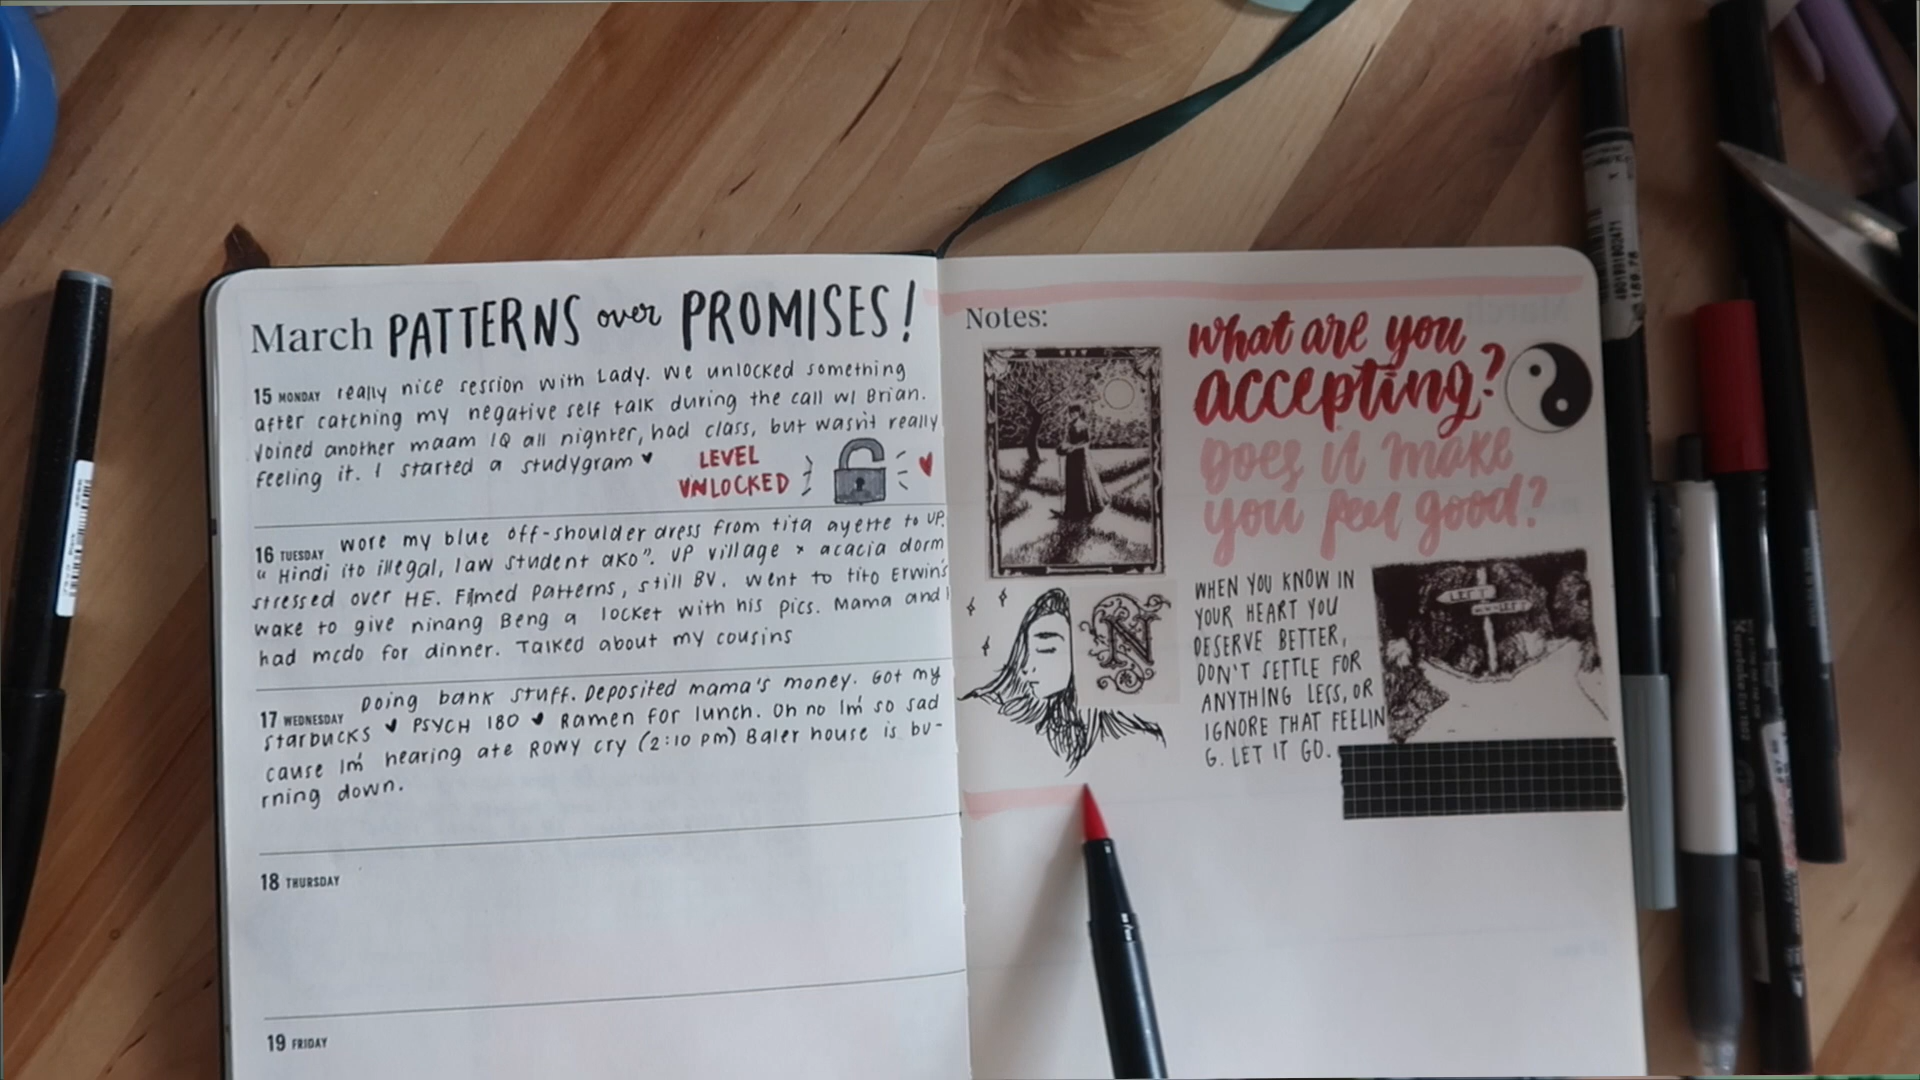 March PATTERNS over PROMISES!
15 MONDAY really nice session with Lady. We unlocked something
after catching my negative self talk during the call w/ Brian.
Joined another maam IQ all nighter, had class, but wasn't really
feeling it. I started a studygram ♥
LEVEL
UNLOCKED
16 TUESDAY wore my blue off-shoulder dress from tita ayette to UP.
"Hindi ito illegal, law student ako". UP village × acacia dorm
stressed over HE. Filmed Patterns, still BV. went to tito Erwin's
wake to give ninang Beng a locket with his pics. Mama and I
had mcdo for dinner. Talked about my cousins
17 WEDNESDAY Doing bank stuff. Deposited mama's money. Got my
starbucks ♥ PSYCH 180 ♥ Ramen for lunch. Oh no Im so sad
cause Im hearing ate Rowy cry (2:10 pm) Baler house is bu-
rning down.
18 THURSDAY
19 FRIDAY
Notes:
What are you
accepting?
Does it make
you feel good?
N
WHEN YOU KNOW IN
YOUR HEART YOU
DESERVE BETTER,
DON'T SETTLE FOR
ANYTHING LESS, OR
IGNORE THAT FEELIN
G. LET IT GO.
LEFT